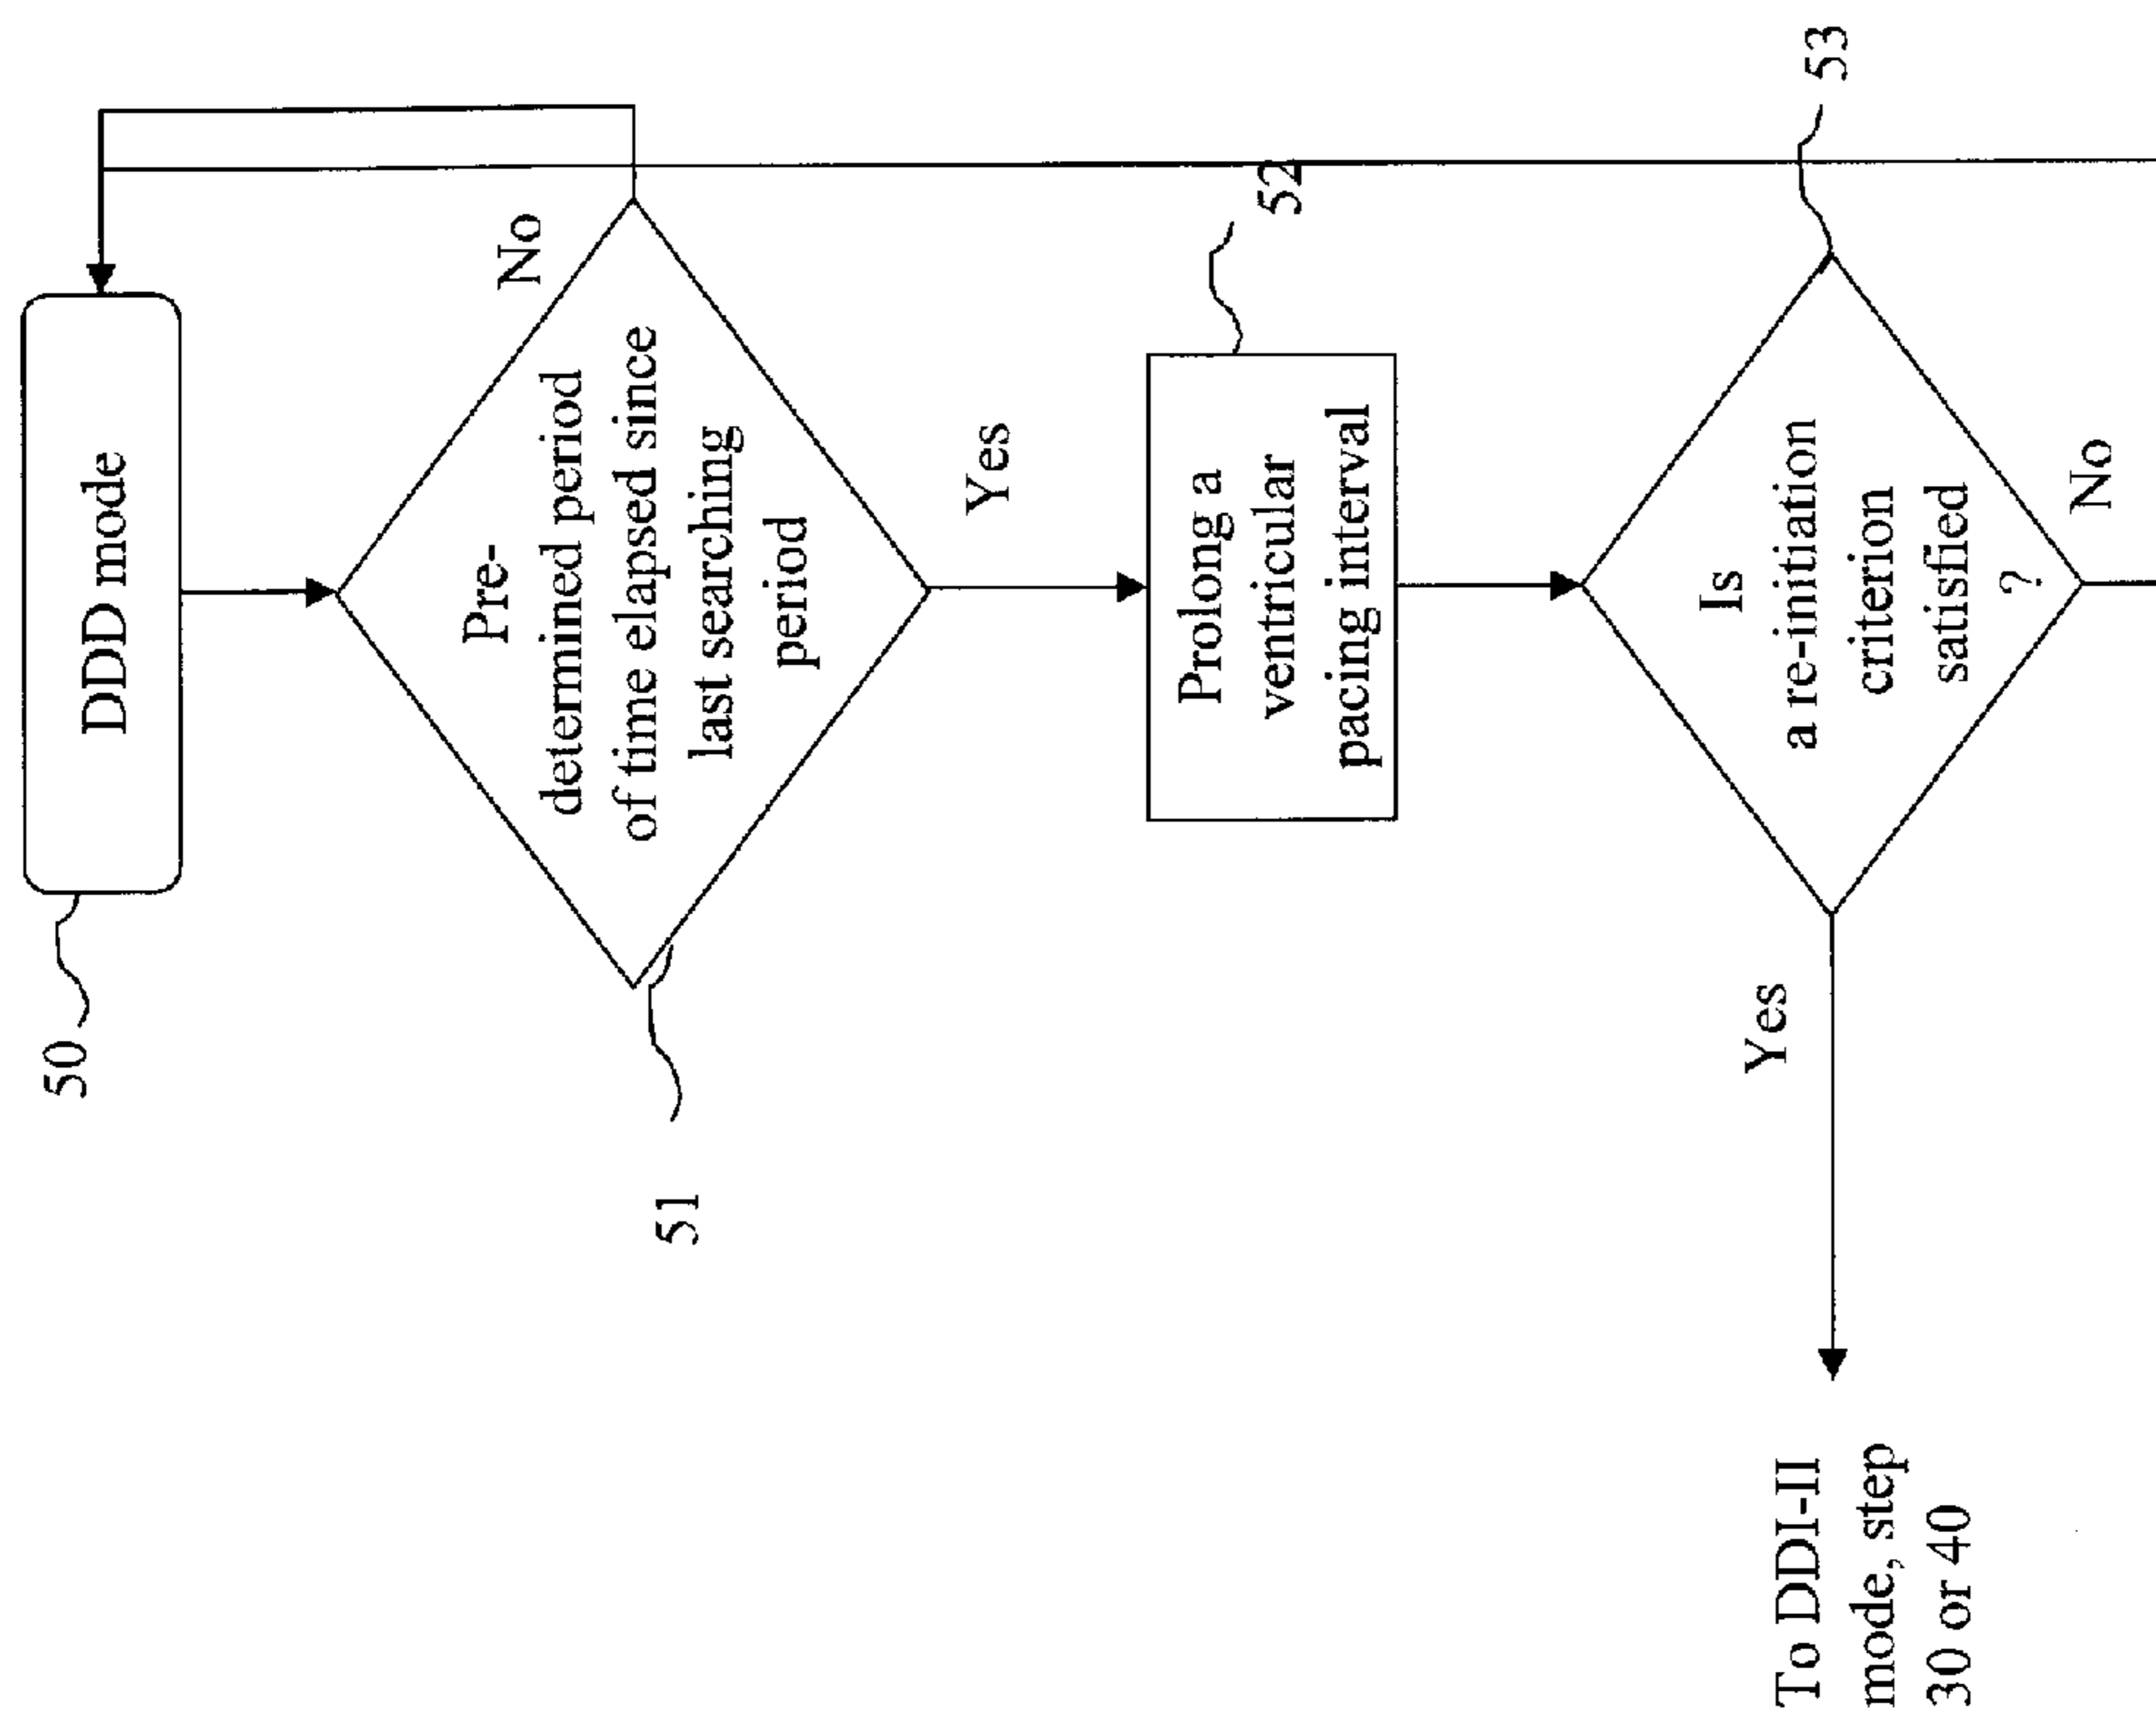 50
DDD mode
No
Pre-
determined period
of time elapsed since
last searching
period
51
Yes
52
Prolong a
ventricular
pacing interval
53
Is
a re-initiation
criterion
satisfied
?
Yes
No
To DDI-II
mode, step
30 or 40